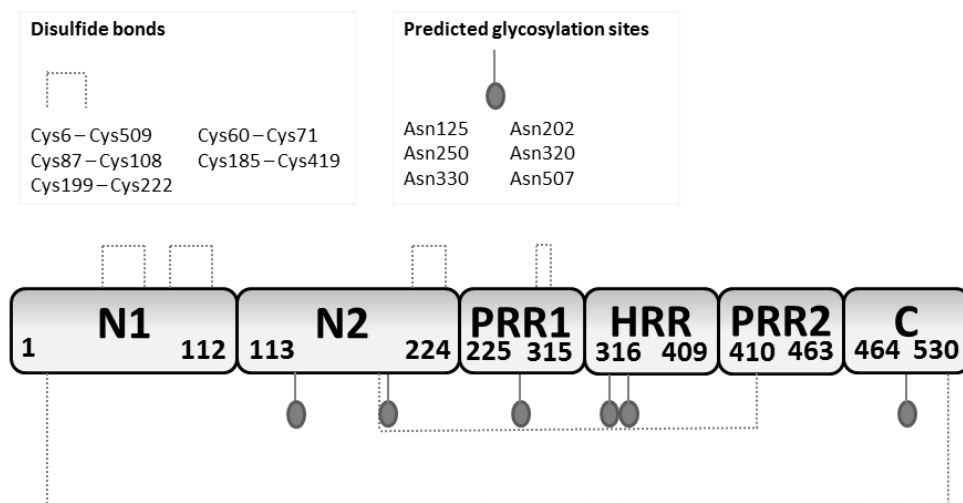 Disulfide bonds
Cys6 – Cys509 Cys60 – Cys71
Cys87 – Cys108 Cys185 – Cys419
Cys199 – Cys222
Predicted glycosylation sites
Asn125 Asn202
Asn250 Asn320
Asn330 Asn507
N1 N2 PRR1 HRR PRR2 C
1 112 113 224 225 315 316 409 410 463 464 530